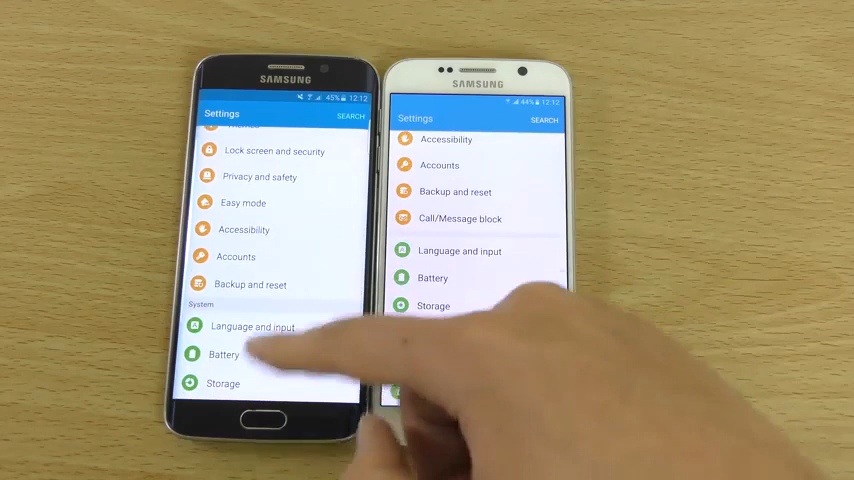 SAMSUNG
45% 12:12
Settings
SEARCH
Lock screen and security
Privacy and safety
Easy mode
Accessibility
Accounts
Backup and reset
System
Language and input
Battery
Storage
SAMSUNG
44% 12:12
Settings
SEARCH
Accessibility
Accounts
Backup and reset
Call/Message block
Language and input
Battery
Storage